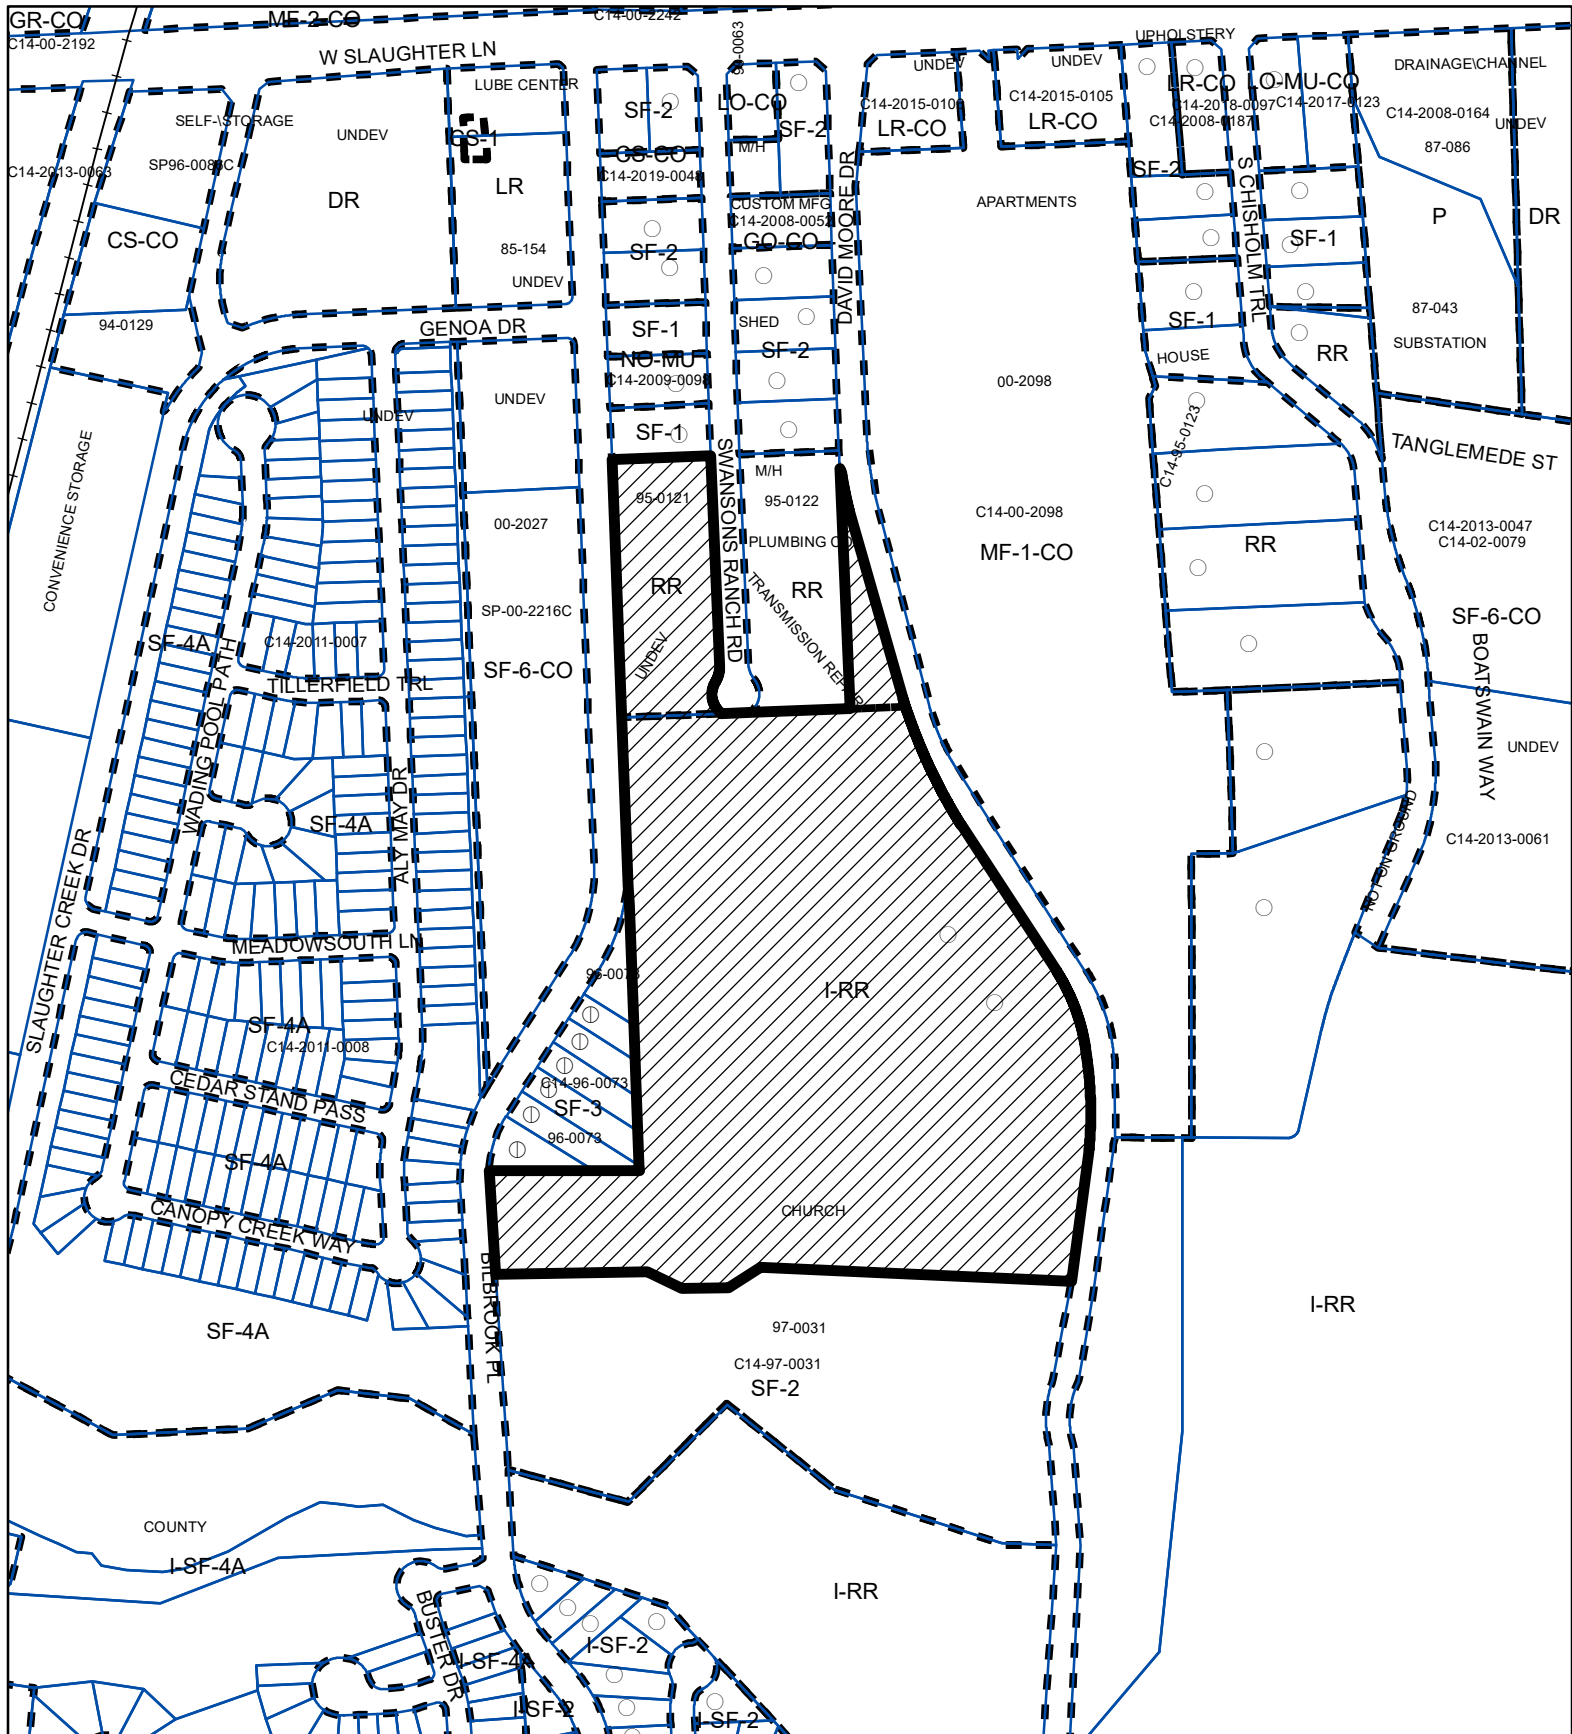 GR-CO
MF-2-CO
C14-00-2242
C14-00-2192
W SLAUGHTER LN
UPHOLSTERY
LUBE CENTER
UNDEV
UNDEV
DRAINAGE\CHANNEL
SF-2
LO-CO
SF-2
LR-CO
LO-MU-CO
C14-2015-0105
LR-CO
LR-CO
C14-2018-0097
C14-2017-0123
C14-2008-0187
C14-2008-0164
UNDEV
87-086
SELF-\STORAGE
UNDEV
CS-1
M/H
CS-CO
C14-2019-0048
C14-2013-0063
SF-2
DR
LR
CUSTOM MFG
C14-2008-0052
GO-CO
APARTMENTS
P
DR
CS-CO
85-154
UNDEV
SF-2
SF-1
S CHISHOLM TRL
DAVID MOORE DR
94-0129
GENOA DR
SF-1
SHED
SF-2
SF-1
HOUSE
RR
87-043
SUBSTATION
NO-MU
C14-2009-0098
00-2098
UNDEV
UNDEV
SF-1
C14-95-0123
TANGLEMEDE ST
CONVENIENCE STORAGE
SWANSONS RANCH RD
M/H
95-0121
95-0122
00-2027
C14-00-2098
MF-1-CO
C14-2013-0047
C14-02-0079
PLUMBING CO
RR
RR
RR
TRANSMISSION REPAIR
SP-00-2216C
SF-6-CO
SF-4A
C14-2011-0007
UNDEV
SF-6-CO
TILLERFIELD TRL
WADING POOL PATH
BOATSWAIN WAY
UNDEV
SF-4A
ALY MAY DR
C14-2013-0061
NOT ON GROUND
SLAUGHTER CREEK DR
MEADOWSOUTH LN
96-0073
I-RR
SF-4A
C14-2011-0008
CEDAR STAND PASS
C14-96-0073
SF-3
96-0073
SF-4A
CANOPY CREEK WAY
CHURCH
BILBROOK PL
I-RR
SF-4A
97-0031
C14-97-0031
SF-2
COUNTY
I-SF-4A
I-RR
BUSTER DR
I-SF-2
I-SF-4A
I-SF-2
I-SF-2